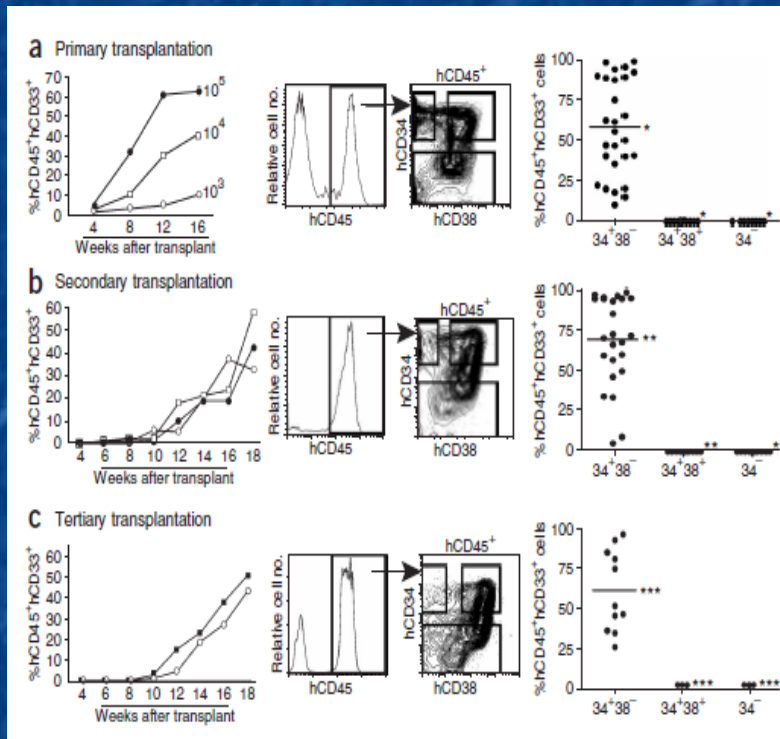 a Primary transplantation
%hCD45⁺hCD33⁺
70
60
50
40
30
20
10
0
10⁵
10⁴
10³
4 8 12 16
Weeks after transplant
Relative cell no.
hCD45
hCD45⁺
hCD34
hCD38
%hCD45⁺hCD33⁺ cells
100
75
50
25
0
*
*
*
34⁺38⁻ 34⁺38⁺ 34⁻
b Secondary transplantation
%hCD45⁺hCD33⁺
60
50
40
30
20
10
0
4 6 8 10 12 14 16 18
Weeks after transplant
Relative cell no.
hCD45
hCD45⁺
hCD34
hCD38
%hCD45⁺hCD33⁺ cells
100
75
50
25
0
**
**
*
34⁺38⁻ 34⁺38⁺ 34⁻
c Tertiary transplantation
%hCD45⁺hCD33⁺
60
50
40
30
20
10
0
4 6 8 10 12 14 16 18
Weeks after transplant
Relative cell no.
hCD45
hCD45⁺
hCD34
hCD38
%hCD45⁺hCD33⁺ cells
100
75
50
25
0
***
***
***
34⁺38⁻ 34⁺38⁺ 34⁻